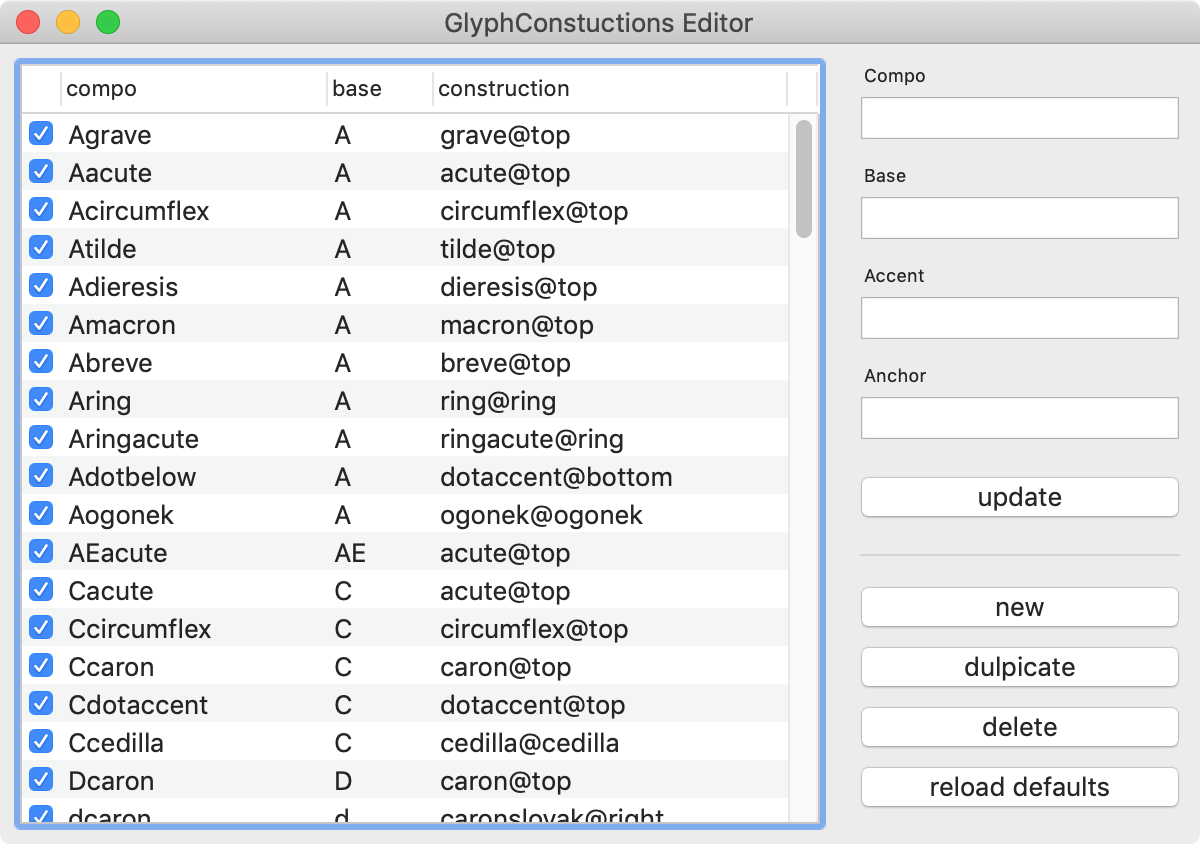 GlyphConstuctions Editor
compo base construction
Agrave A grave@top
Aacute A acute@top
Acircumflex A circumflex@top
Atilde A tilde@top
Adieresis A dieresis@top
Amacron A macron@top
Abreve A breve@top
Aring A ring@ring
Aringacute A ringacute@ring
Adotbelow A dotaccent@bottom
Aogonek A ogonek@ogonek
AEacute AE acute@top
Cacute C acute@top
Ccircumflex C circumflex@top
Ccaron C caron@top
Cdotaccent C dotaccent@top
Ccedilla C cedilla@cedilla
Dcaron D caron@top
dcaron d caronslovak@right
Compo
Base
Accent
Anchor
update
new
dulpicate
delete
reload defaults